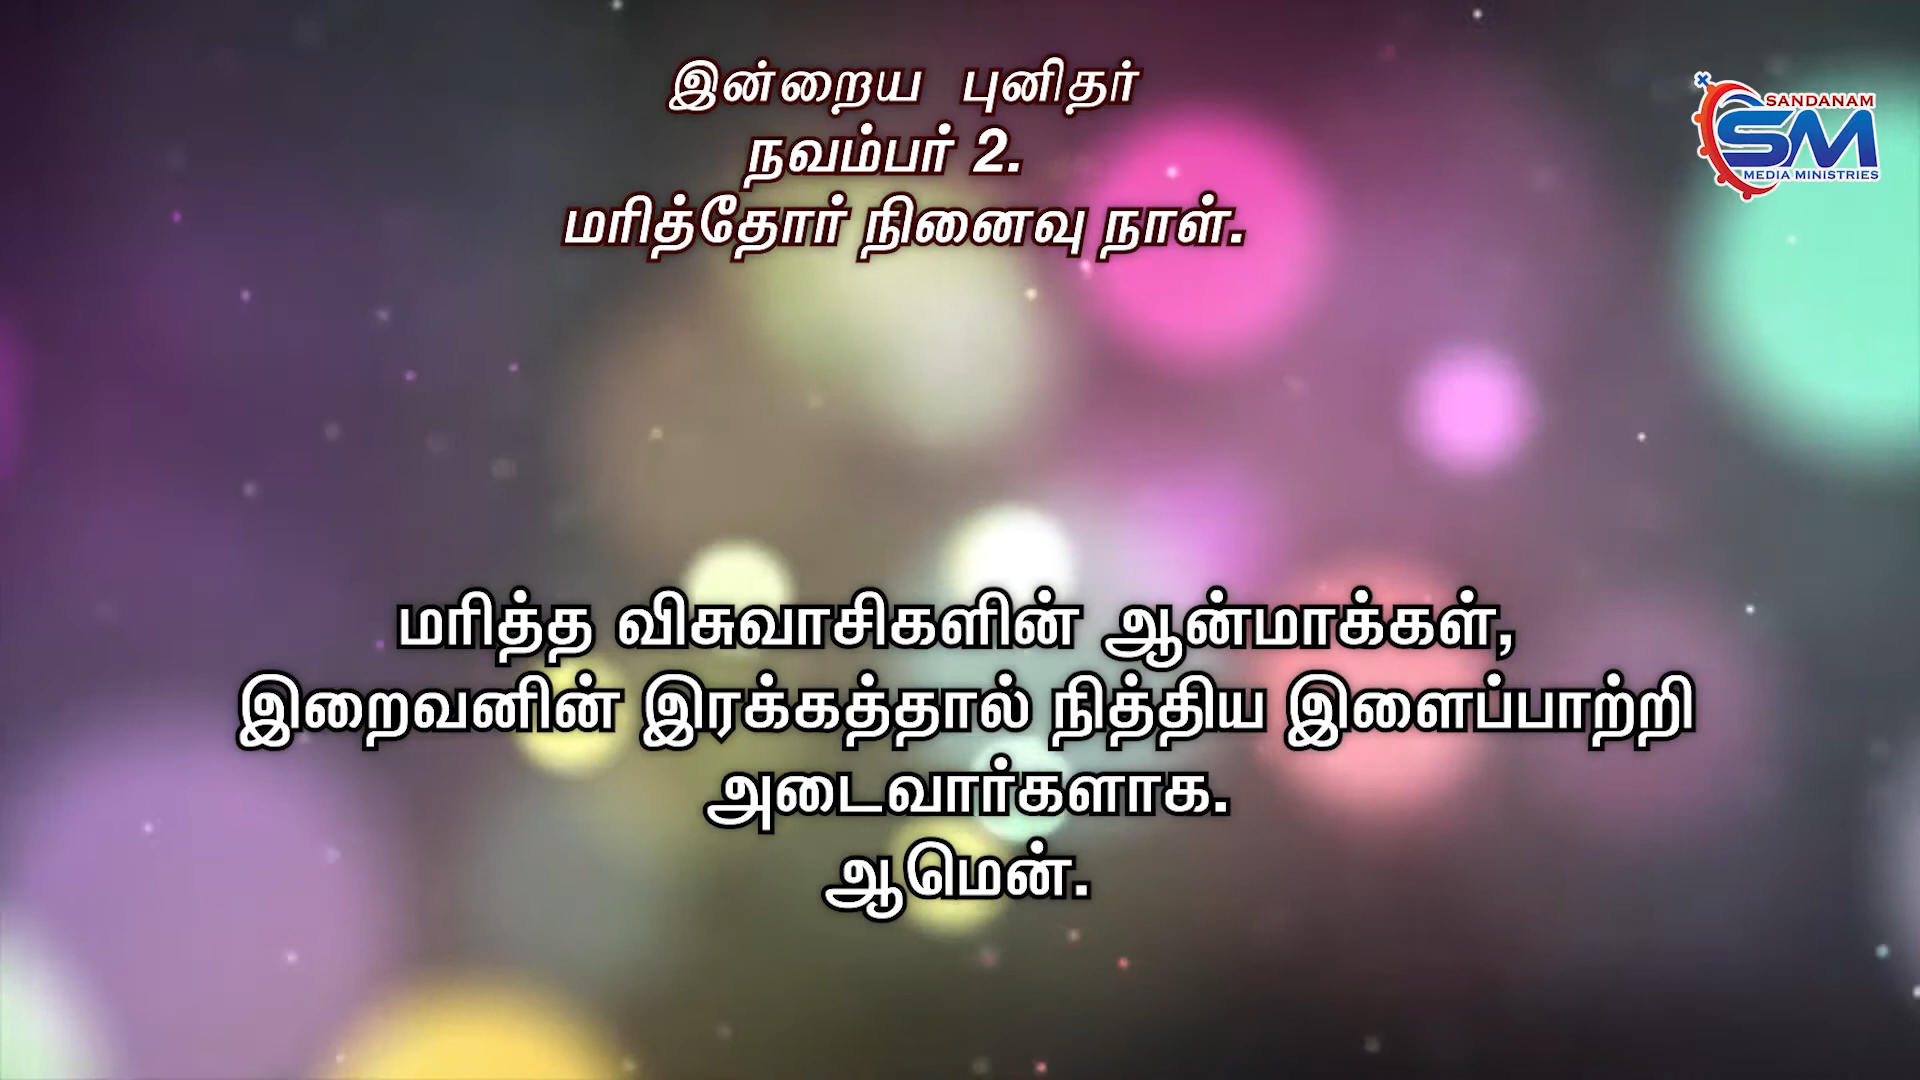 இன்றைய புனிதர்
நவம்பர் 2.
மரித்தோர் நினைவு நாள்.
SANDANAM
SM
MEDIA MINISTRIES
மரித்த விசுவாசிகளின் ஆன்மாக்கள்,
இறைவனின் இரக்கத்தால் நித்திய இளைப்பாற்றி
அடைவார்களாக.
ஆமென்.